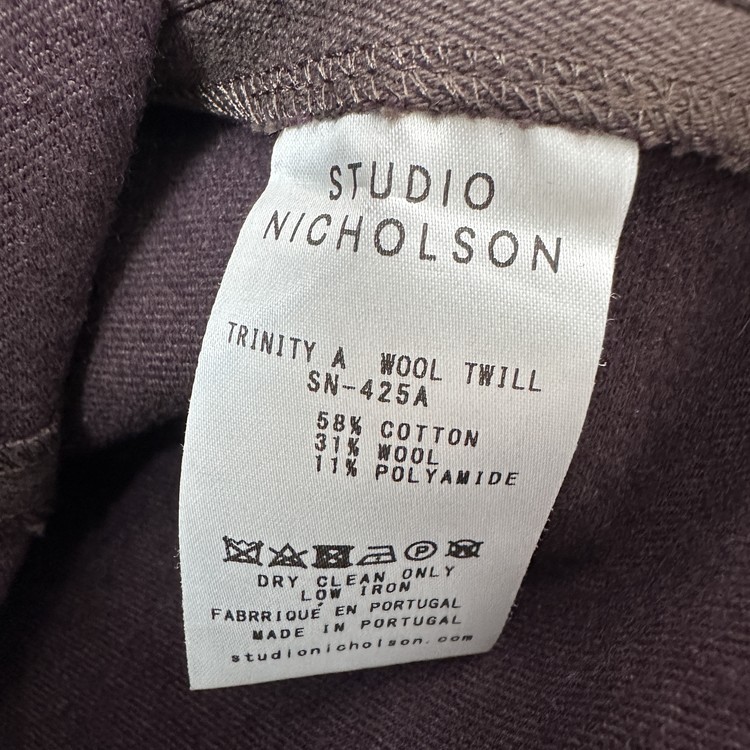 STUDIO
NICHOLSON
TRINITY A WOOL TWILL
SN-425A
58% COTTON
31% WOOL
11% POLYAMIDE
P W
DRY CLEAN ONLY
LOW IRON
FABRRIQUÉ EN PORTUGAL
MADE IN PORTUGAL
studionicholson.com